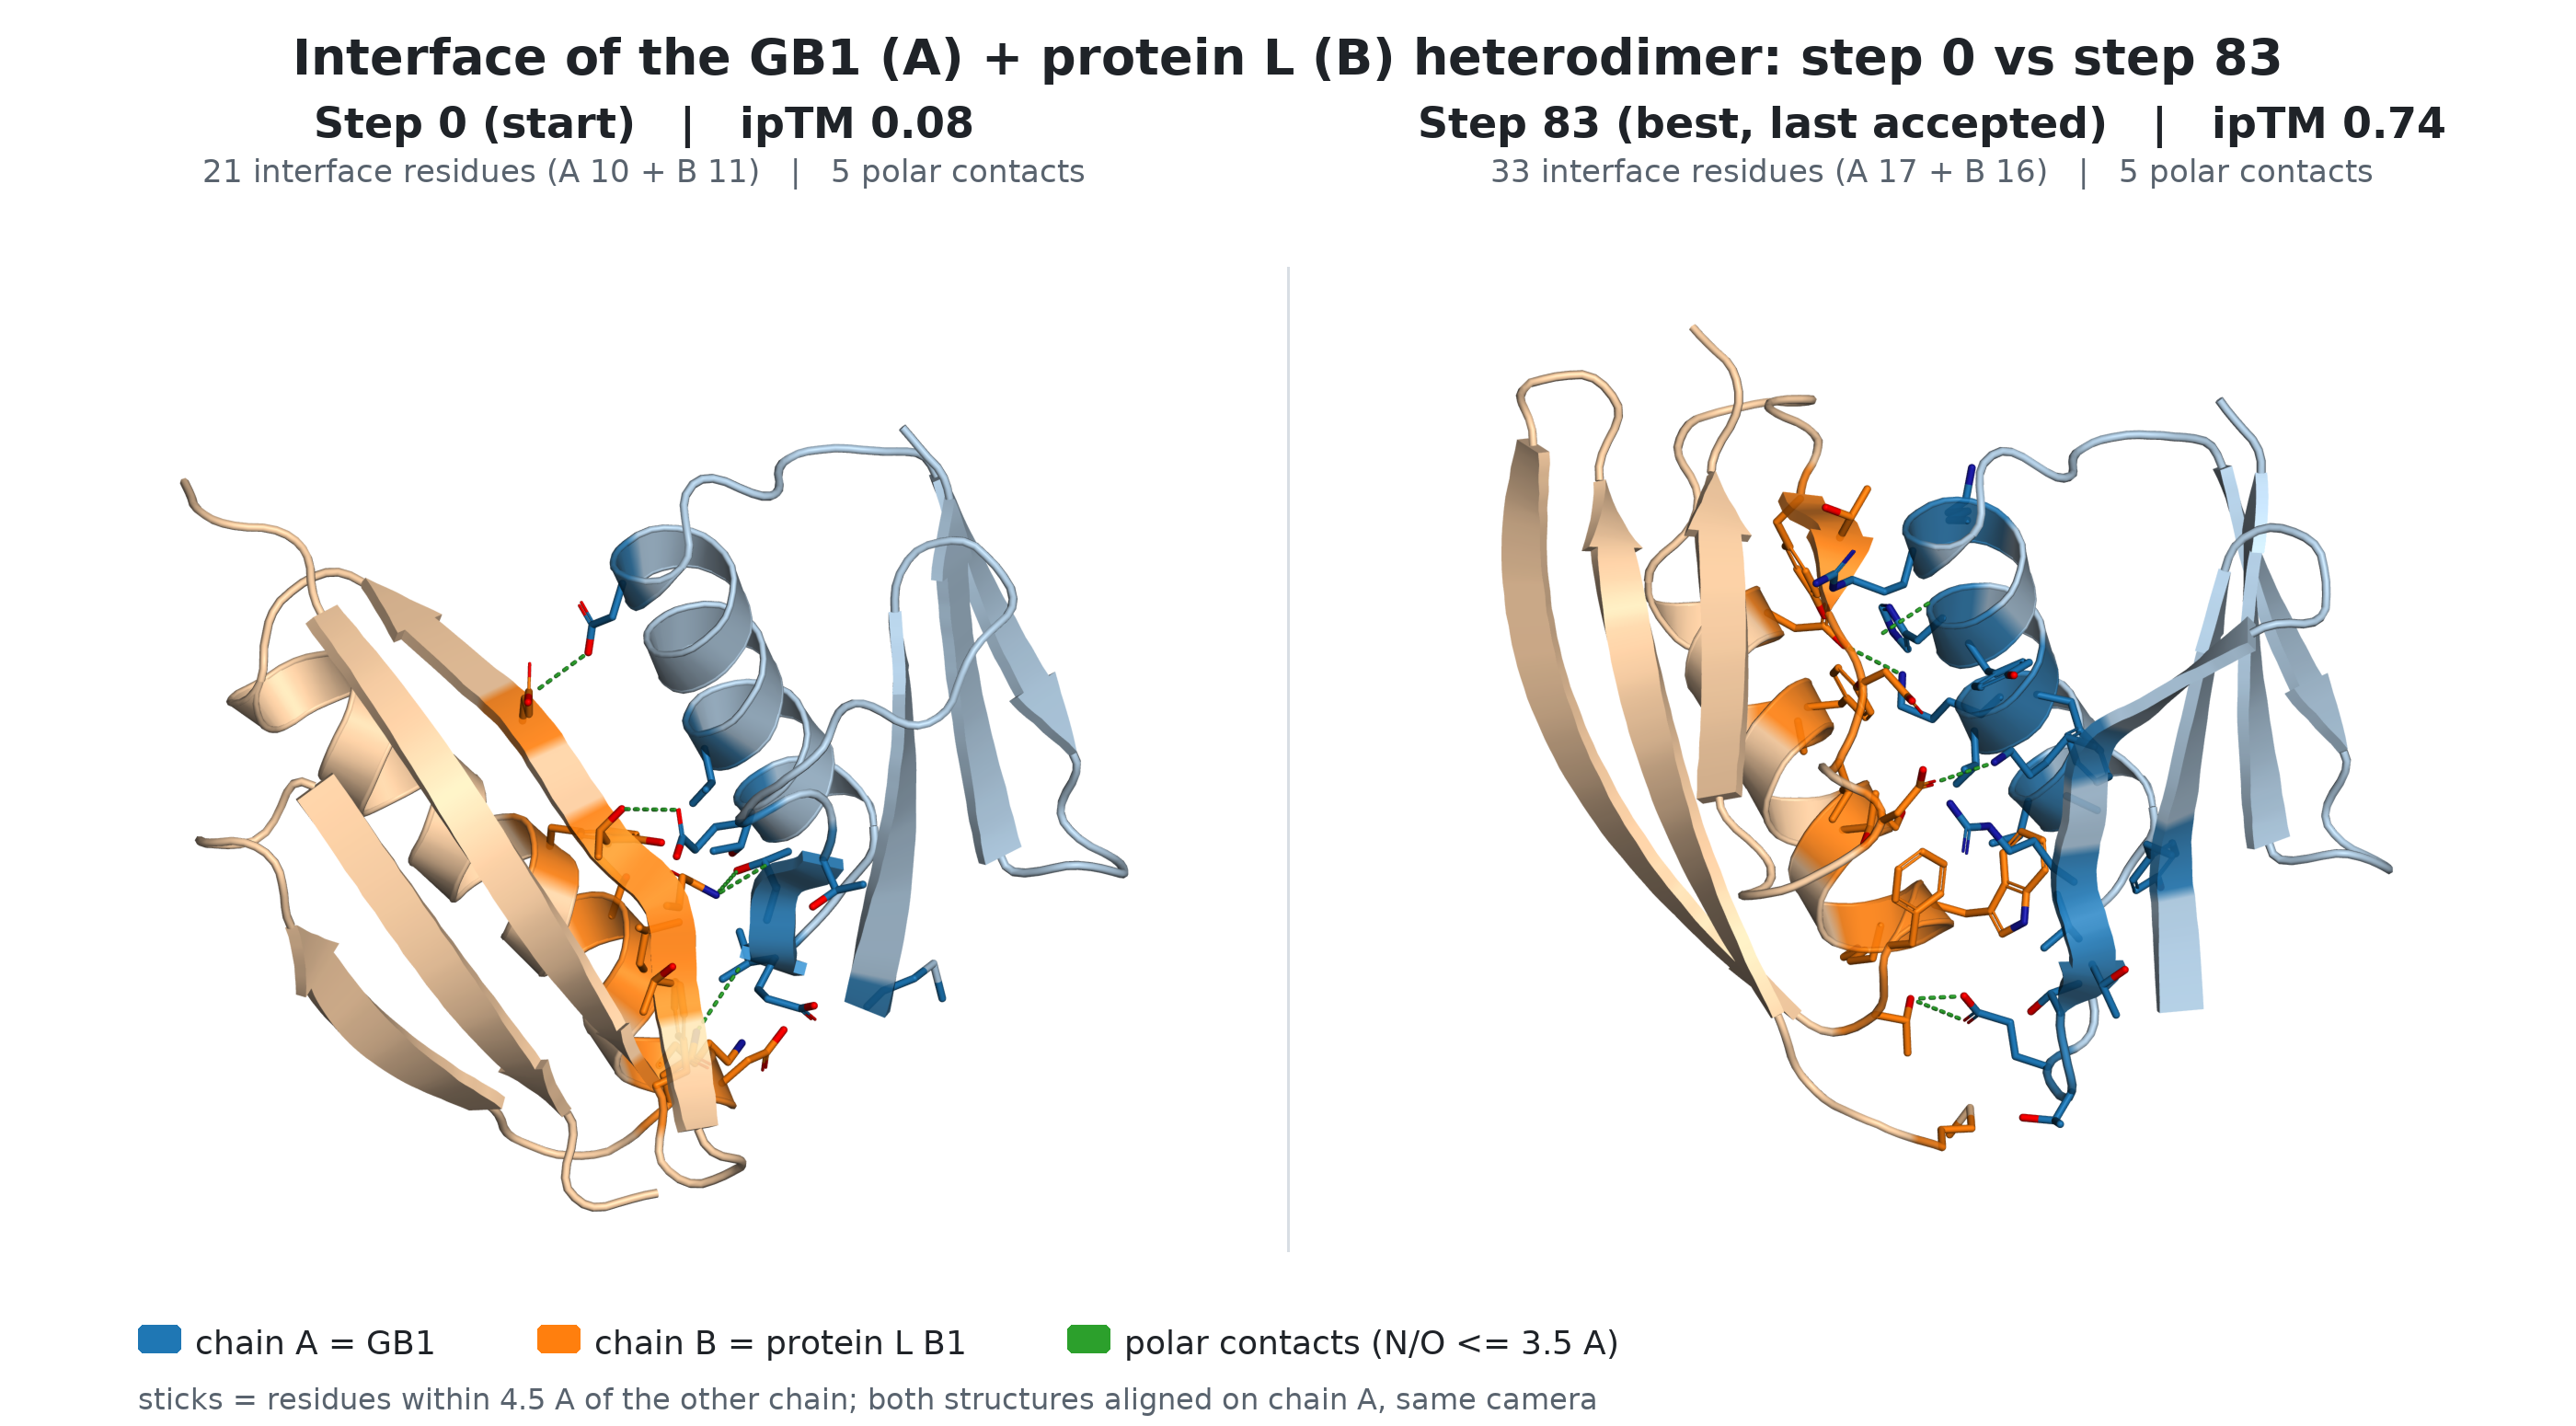 Interface of the GB1 (A) + protein L (B) heterodimer: step 0 vs step 83
Step 0 (start) | ipTM 0.08
21 interface residues (A 10 + B 11) | 5 polar contacts
Step 83 (best, last accepted) | ipTM 0.74
33 interface residues (A 17 + B 16) | 5 polar contacts
chain A = GB1
chain B = protein L B1
polar contacts (N/O <= 3.5 A)
sticks = residues within 4.5 A of the other chain; both structures aligned on chain A, same camera